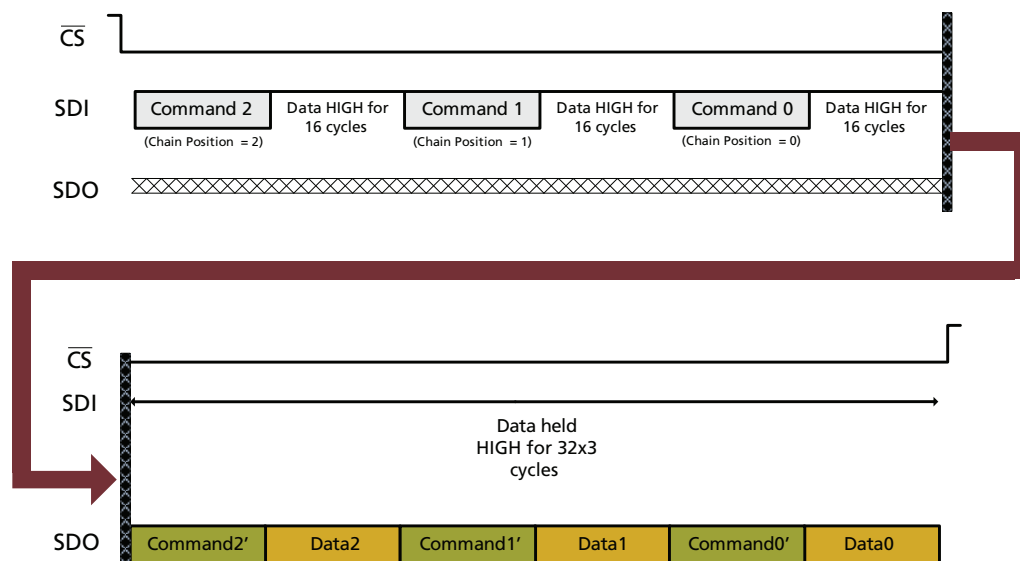 CS
SDI
Command 2
Data HIGH for
16 cycles
Command 1
Data HIGH for
16 cycles
Command 0
Data HIGH for
16 cycles
(Chain Position = 2)
(Chain Position = 1)
(Chain Position = 0)
SDO
CS
SDI
Data held
HIGH for 32x3
cycles
SDO
Command2'
Data2
Command1'
Data1
Command0'
Data0